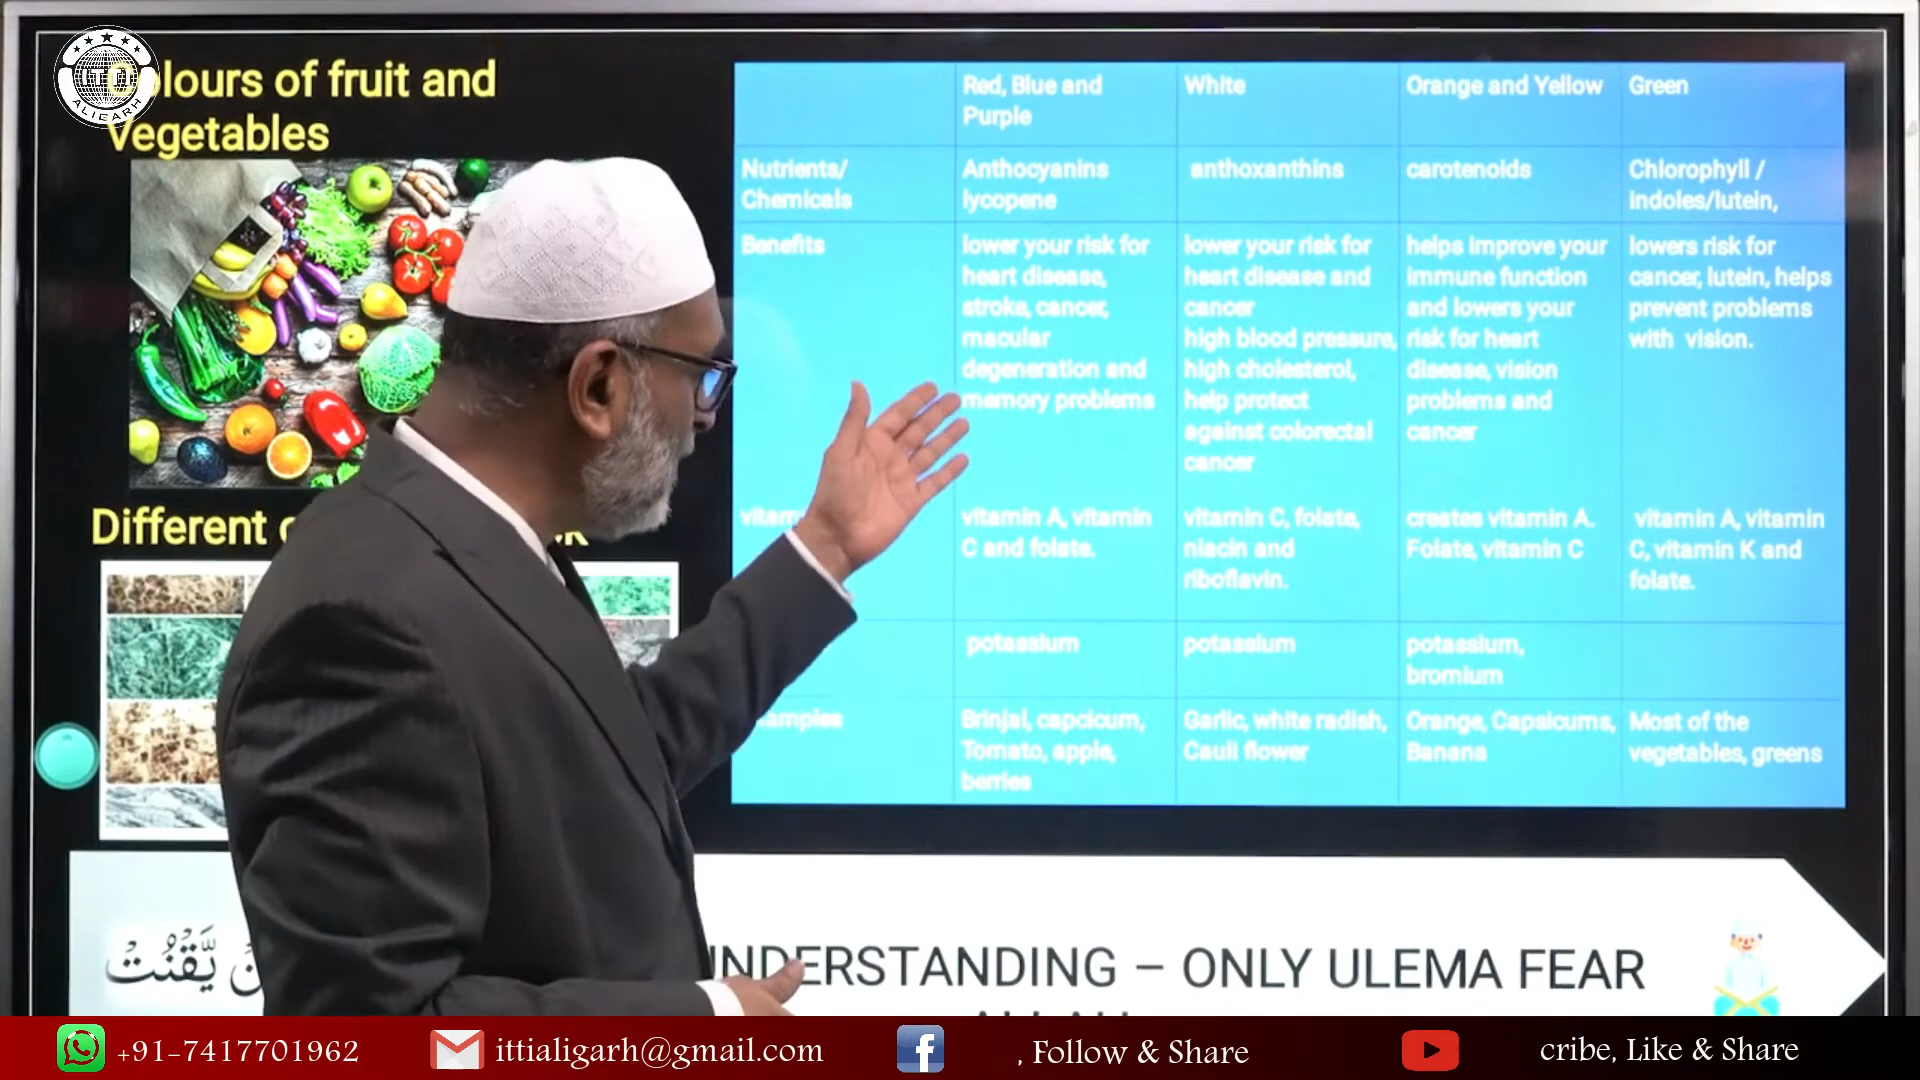 ITTI
ALIGARH
lours of fruit and
Vegetables
Different
Red, Blue and
Purple
White
Orange and Yellow
Green
Nutrients/
Chemicals
Anthocyanins
lycopene
anthoxanthins
carotenoids
Chlorophyll /
indoles/lutein,
Benefits
lower your risk for
heart disease,
stroke, cancer,
macular
degeneration and
memory problems
lower your risk for
heart disease and
cancer
high blood pressure,
high cholesterol,
help protect
against colorectal
cancer
helps improve your
immune function
and lowers your
risk for heart
disease, vision
problems and
cancer
lowers risk for
cancer, lutein, helps
prevent problems
with vision.
vitamin A, vitamin
C and folate.
vitamin C, folate,
niacin and
riboflavin.
creates vitamin A.
Folate, vitamin C
vitamin A, vitamin
C, vitamin K and
folate.
potassium
potassium
potassium,
bromium
amples
Brinjal, capcicum,
Tomato, apple,
berries
Garlic, white radish,
Cauli flower
Orange, Capsicums,
Banana
Most of the
vegetables, greens
يَّقْنُتْ
NDERSTANDING – ONLY ULEMA FEAR
+91-7417701962
ittialigarh@gmail.com
, Follow & Share
cribe, Like & Share